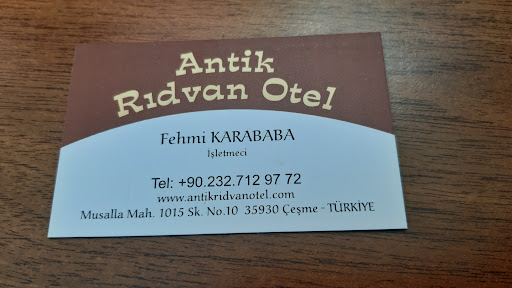 Antik
Rıdvan Otel
Fehmi KARABABA
İşletmeci
Tel: +90.232.712 97 72
www.antikridvanotel.com
Musalla Mah. 1015 Sk. No.10 35930 Çeşme - TÜRKİYE